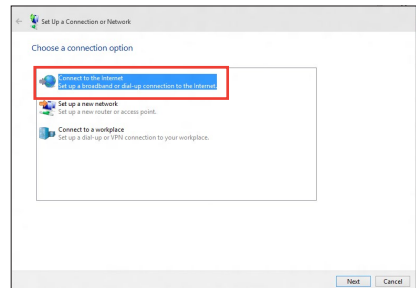 Set Up a Connection or Network
Choose a connection option
Connect to the Internet
Set up a broadband or dial-up connection to the Internet.
Set up a new network
Set up a new router or access point.
Connect to a workplace
Set up a dial-up or VPN connection to your workplace.
Next Cancel